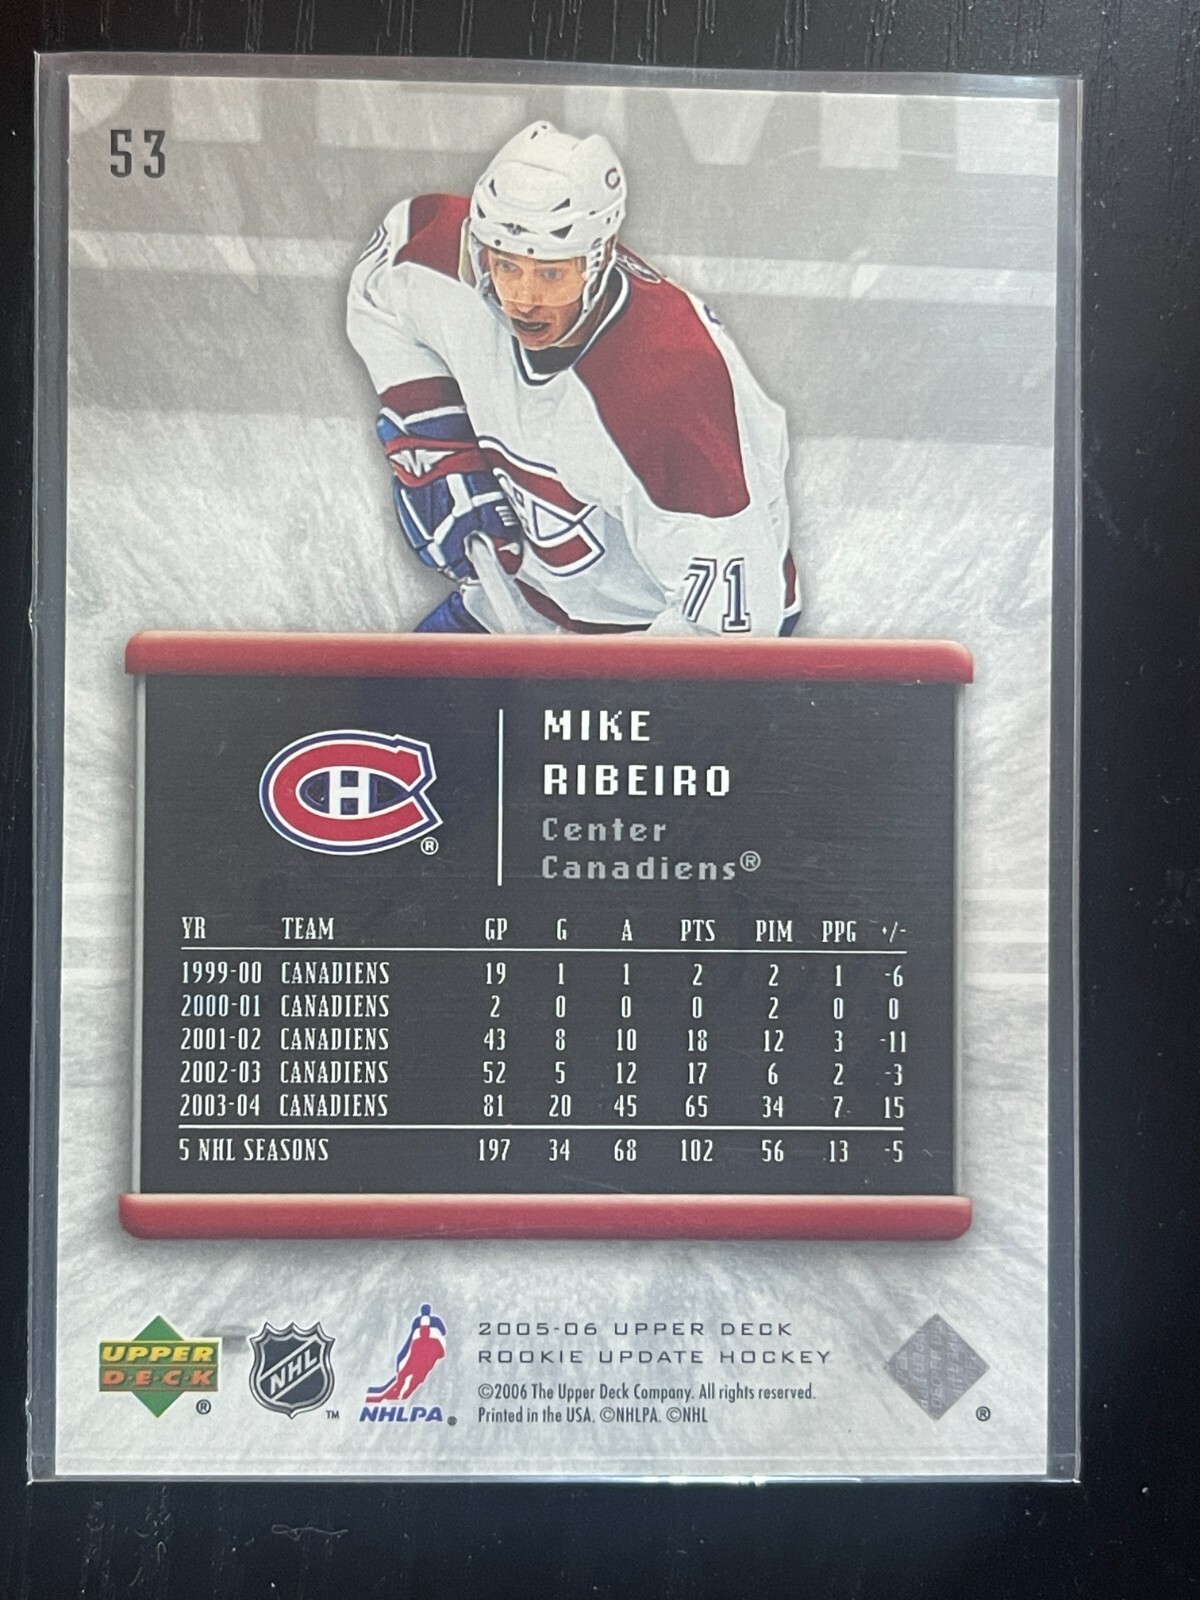 53
71
MIKE
RIBEIRO
Center
Canadiens®
YR TEAM GP G A PTS PIM PPG +/-
1999-00 CANADIENS 19 1 1 2 2 1 -6
2000-01 CANADIENS 2 0 0 0 2 0 0
2001-02 CANADIENS 43 8 10 18 12 3 -11
2002-03 CANADIENS 52 5 12 17 6 2 -3
2003-04 CANADIENS 81 20 45 65 34 7 15
5 NHL SEASONS 197 34 68 102 56 13 -5
UPPER
DECK®
NHL™
NHLPA®
2005-06 UPPER DECK
ROOKIE UPDATE HOCKEY
©2006 The Upper Deck Company. All rights reserved.
Printed in the USA. ©NHLPA. ©NHL
®